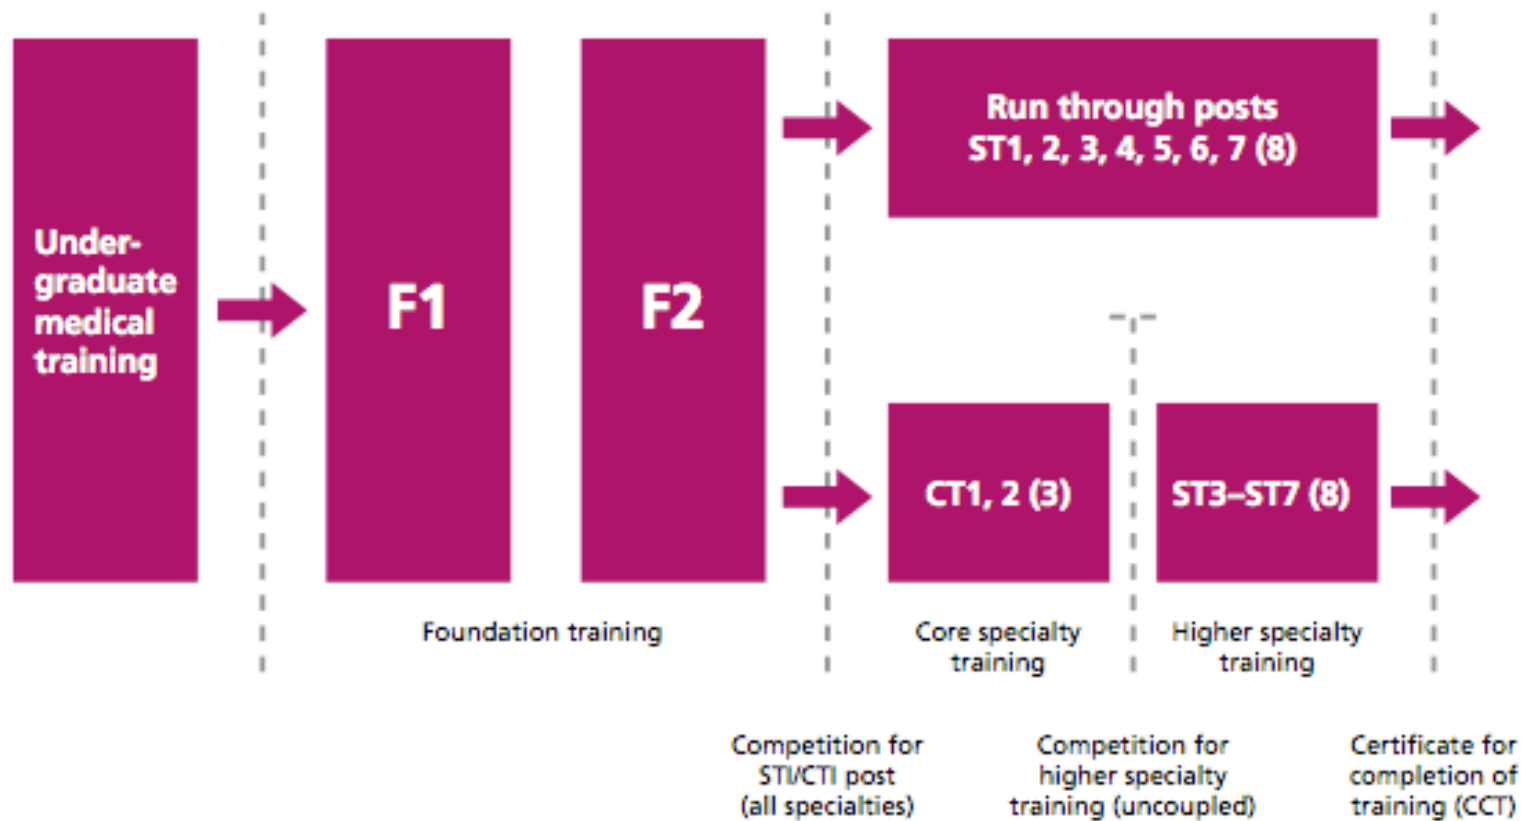 Under-
graduate
medical
training
F1
F2
Run through posts
ST1, 2, 3, 4, 5, 6, 7 (8)
CT1, 2 (3)
ST3–ST7 (8)
Foundation training
Core specialty
training
Higher specialty
training
Competition for
STI/CTI post
(all specialties)
Competition for
higher specialty
training (uncoupled)
Certificate for
completion of
training (CCT)